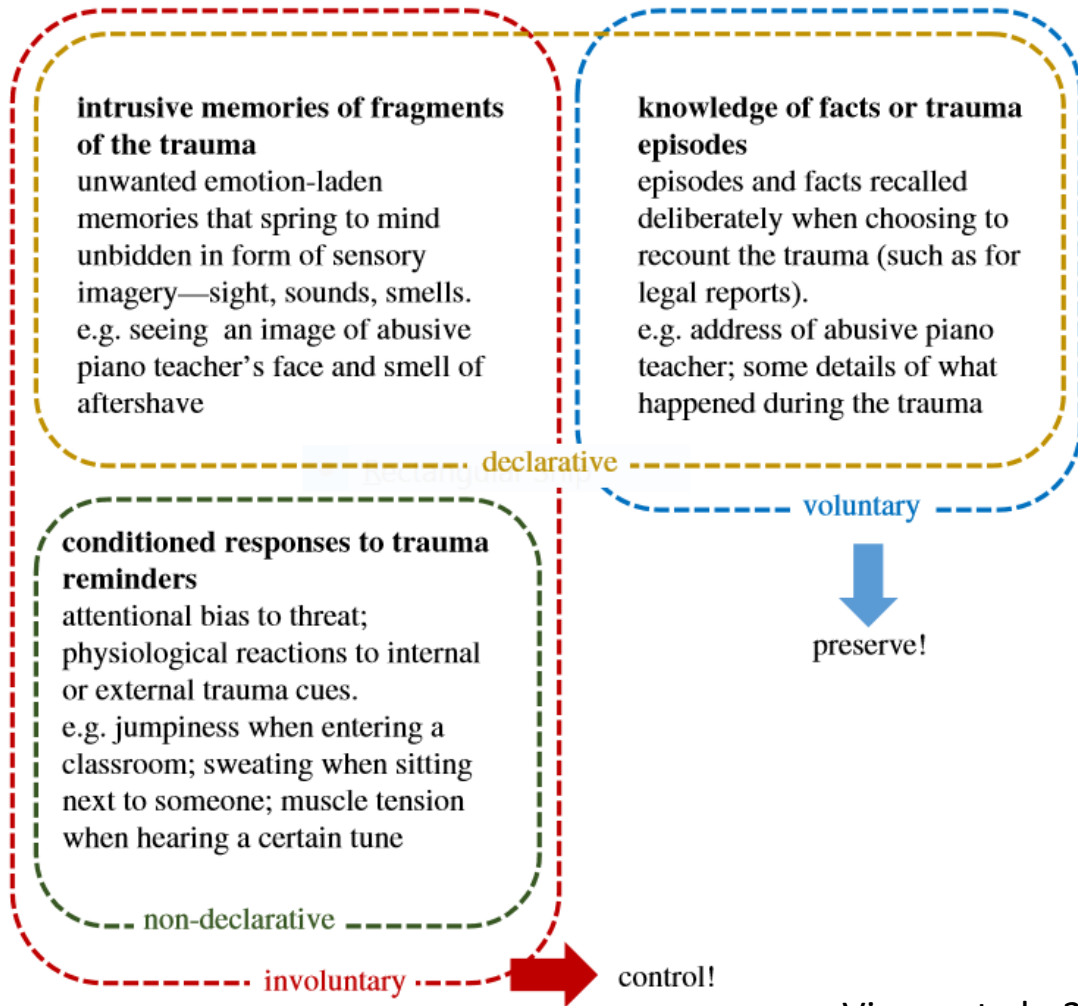 intrusive memories of fragments
of the trauma
unwanted emotion-laden
memories that spring to mind
unbidden in form of sensory
imagery—sight, sounds, smells.
e.g. seeing an image of abusive
piano teacher's face and smell of
aftershave
knowledge of facts or trauma
episodes
episodes and facts recalled
deliberately when choosing to
recount the trauma (such as for
legal reports).
e.g. address of abusive piano
teacher; some details of what
happened during the trauma
declarative
Rectangular Snip
voluntary
preserve!
conditioned responses to trauma
reminders
attentional bias to threat;
physiological reactions to internal
or external trauma cues.
e.g. jumpiness when entering a
classroom; sweating when sitting
next to someone; muscle tension
when hearing a certain tune
non-declarative
involuntary
control!